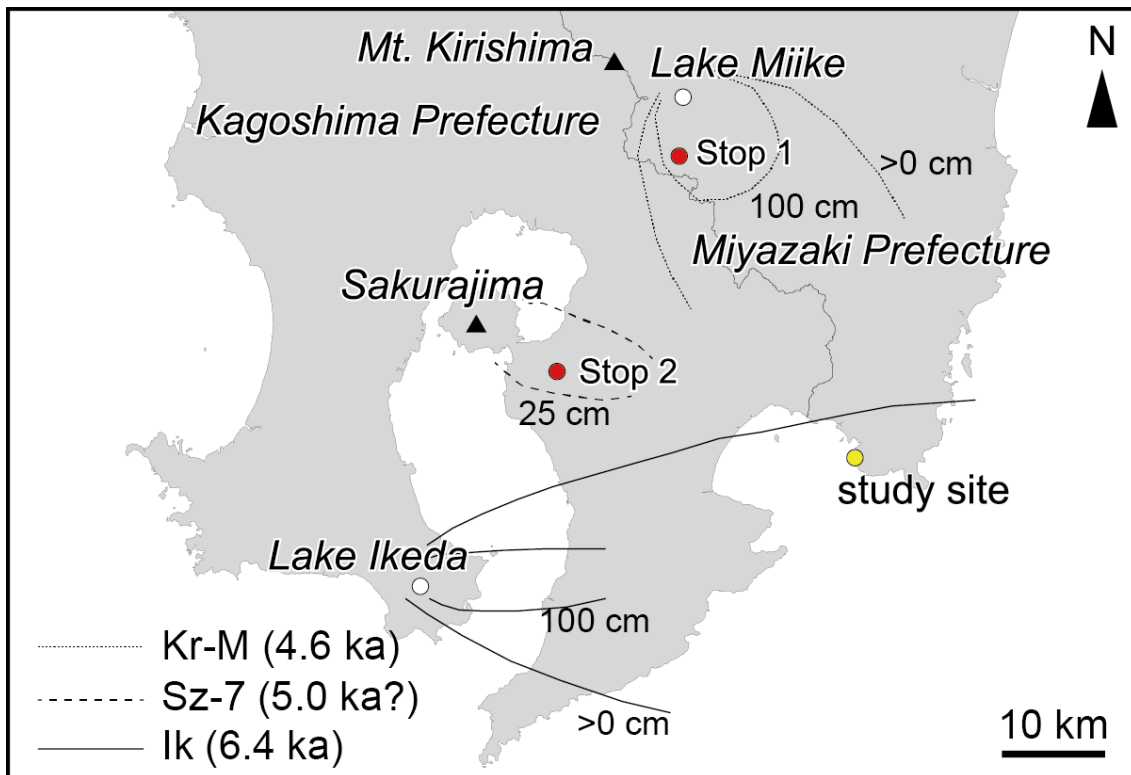 Mt. Kirishima
Lake Miike
N
Kagoshima Prefecture
Stop 1
>0 cm
100 cm
Miyazaki Prefecture
Sakurajima
Stop 2
25 cm
study site
Lake Ikeda
100 cm
Kr-M (4.6 ka)
Sz-7 (5.0 ka?)
>0 cm
Ik (6.4 ka)
10 km